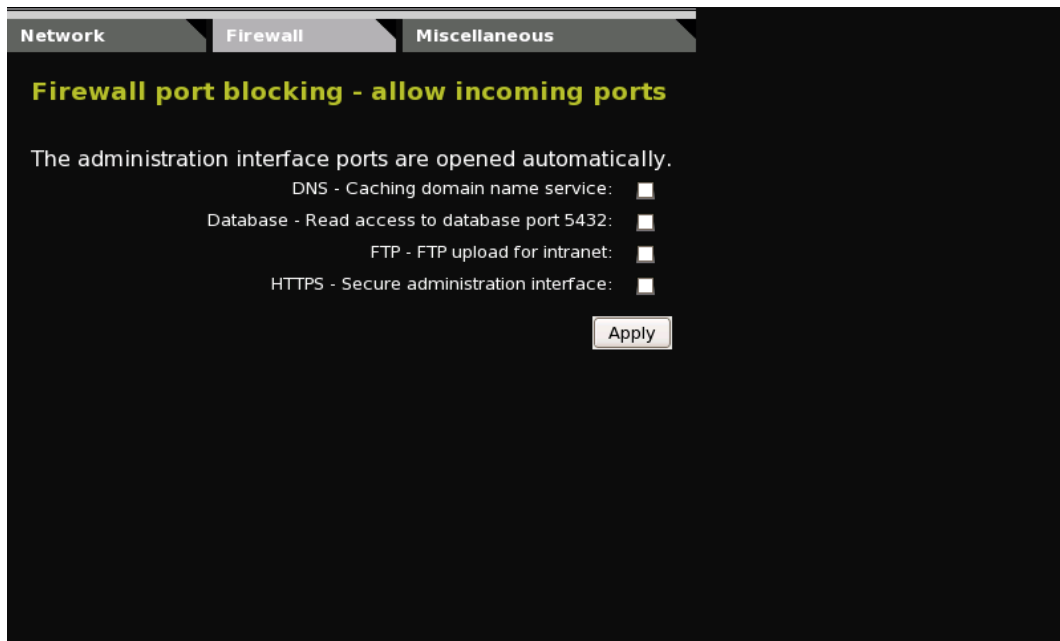 Network Firewall Miscellaneous
Firewall port blocking - allow incoming ports
The administration interface ports are opened automatically.
DNS - Caching domain name service:
Database - Read access to database port 5432:
FTP - FTP upload for intranet:
HTTPS - Secure administration interface:
Apply